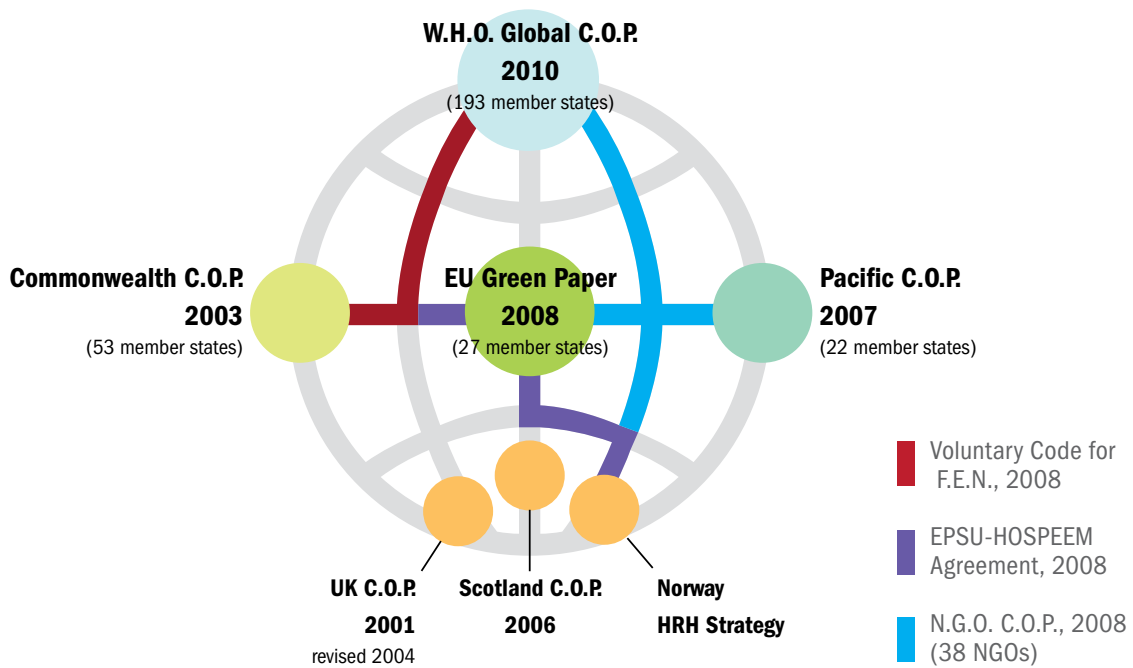 W.H.O. Global C.O.P.
2010
(193 member states)
Commonwealth C.O.P.
2003
(53 member states)
EU Green Paper
2008
(27 member states)
Pacific C.O.P.
2007
(22 member states)
UK C.O.P.
2001
revised 2004
Scotland C.O.P.
2006
Norway
HRH Strategy
Voluntary Code for
F.E.N., 2008
EPSU-HOSPEEM
Agreement, 2008
N.G.O. C.O.P., 2008
(38 NGOs)